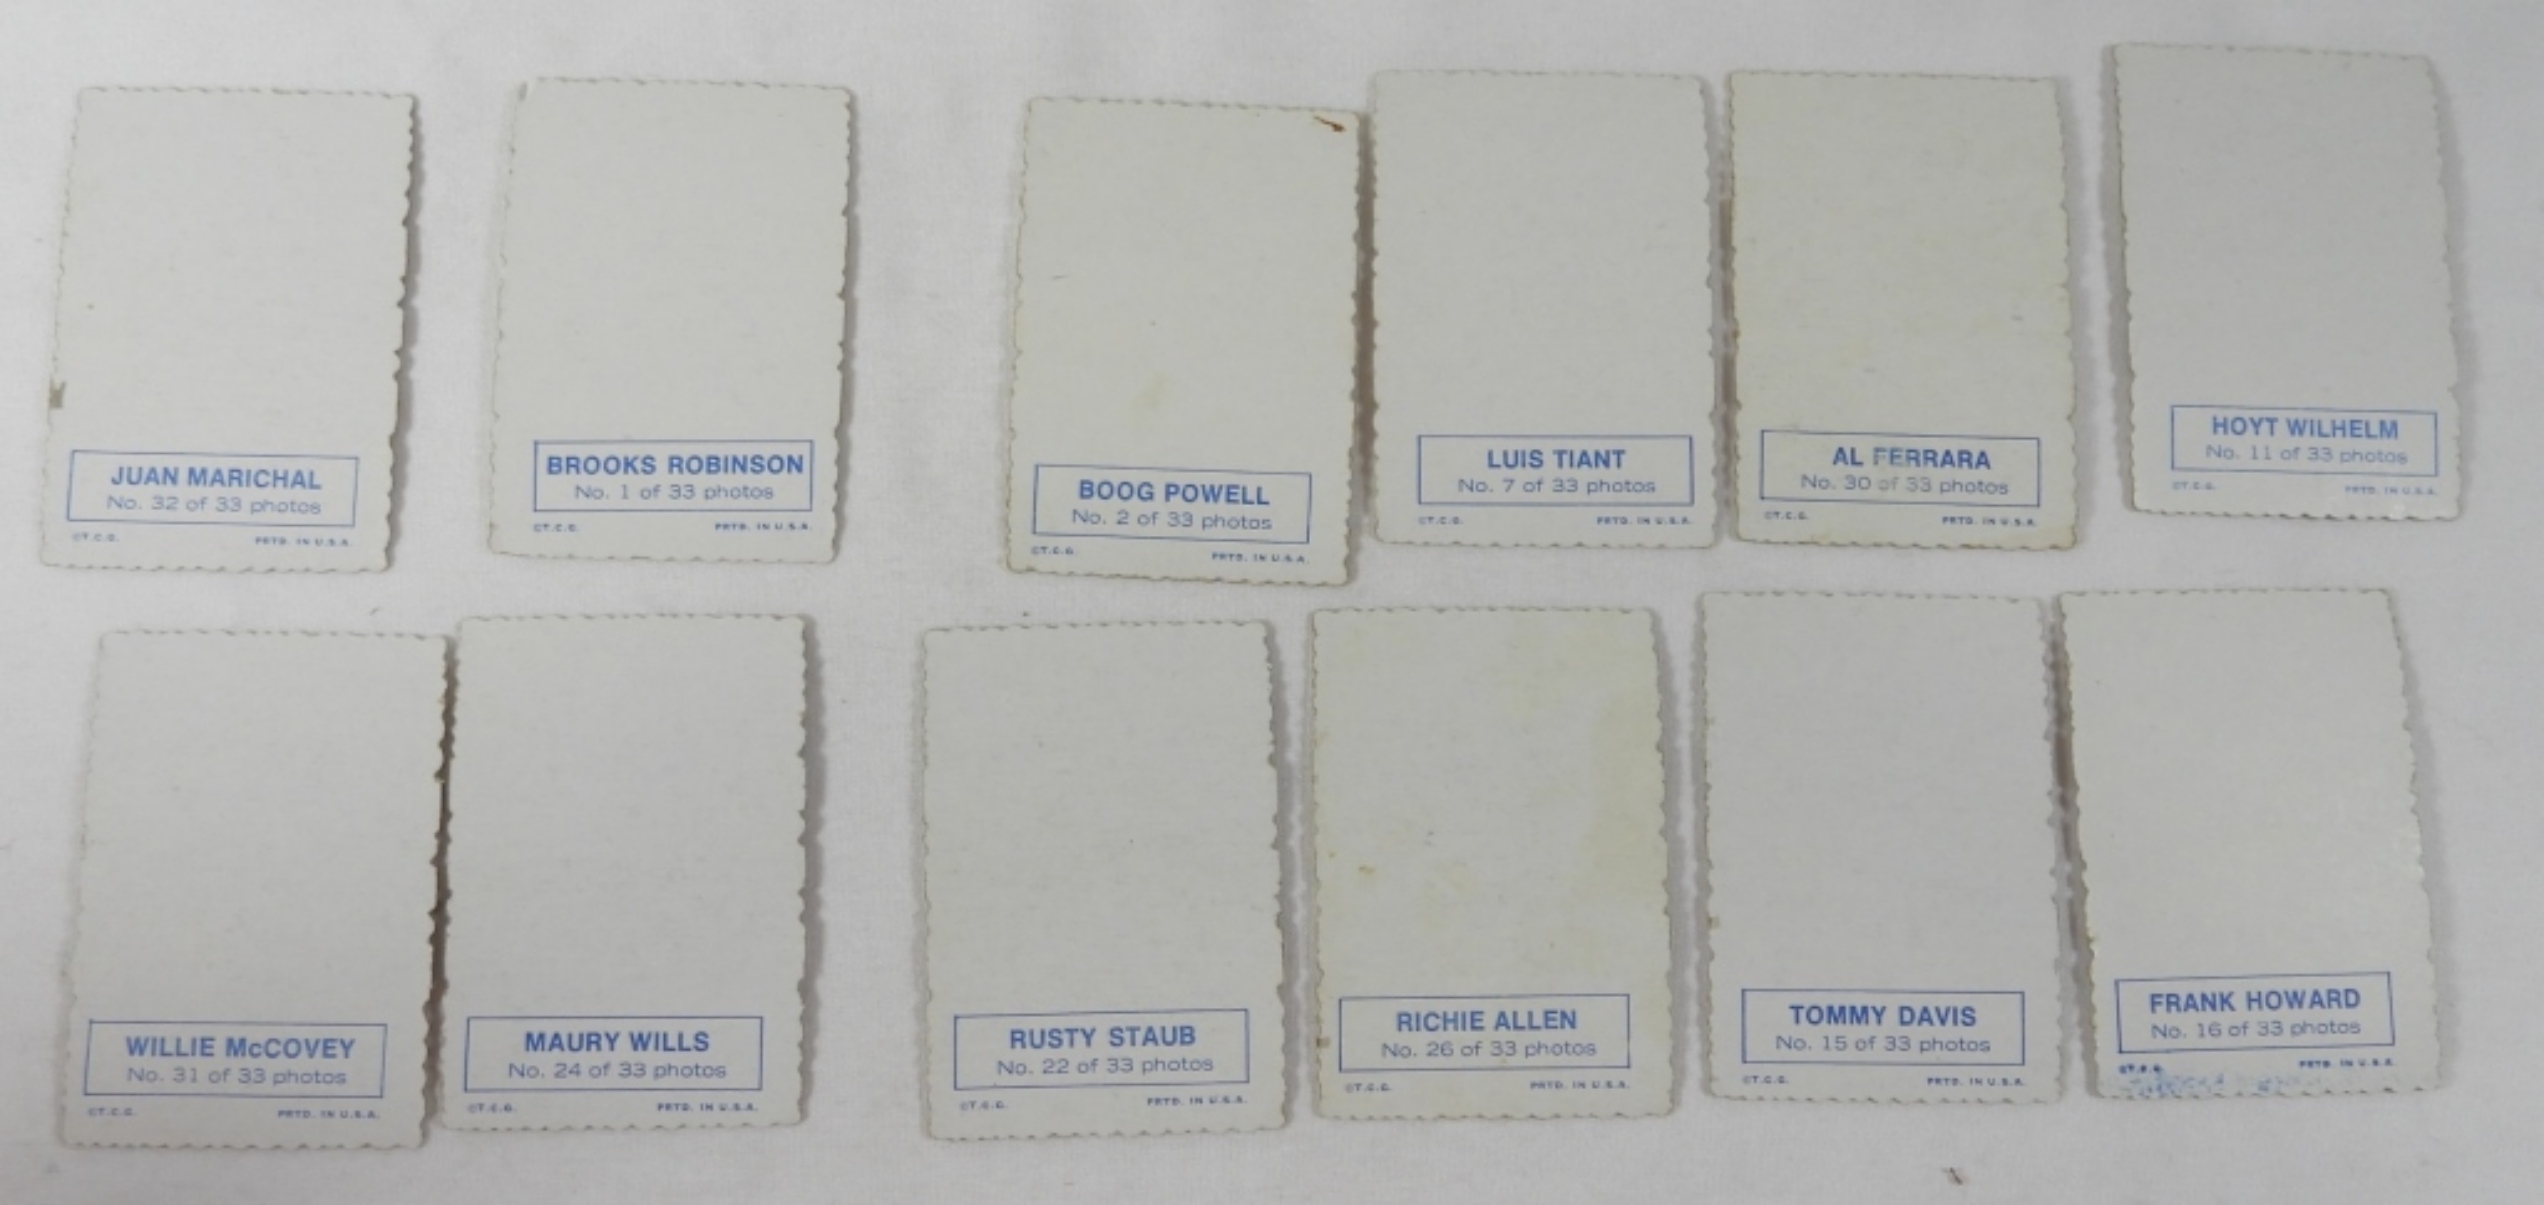 JUAN MARICHAL
No. 32 of 33 photos
©T.C.G. PRTD. IN U.S.A.
BROOKS ROBINSON
No. 1 of 33 photos
©T.C.G. PRTD. IN U.S.A.
BOOG POWELL
No. 2 of 33 photos
©T.C.G. PRTD. IN U.S.A.
LUIS TIANT
No. 7 of 33 photos
©T.C.G. PRTD. IN U.S.A.
AL FERRARA
No. 30 of 33 photos
©T.C.G. PRTD. IN U.S.A.
HOYT WILHELM
No. 11 of 33 photos
©T.C.G. PRTD. IN U.S.A.
WILLIE McCOVEY
No. 31 of 33 photos
©T.C.G. PRTD. IN U.S.A.
MAURY WILLS
No. 24 of 33 photos
©T.C.G. PRTD. IN U.S.A.
RUSTY STAUB
No. 22 of 33 photos
©T.C.G. PRTD. IN U.S.A.
RICHIE ALLEN
No. 26 of 33 photos
©T.C.G. PRTD. IN U.S.A.
TOMMY DAVIS
No. 15 of 33 photos
©T.C.G. PRTD. IN U.S.A.
FRANK HOWARD
No. 16 of 33 photos
©T.C.G. PRTD. IN U.S.A.